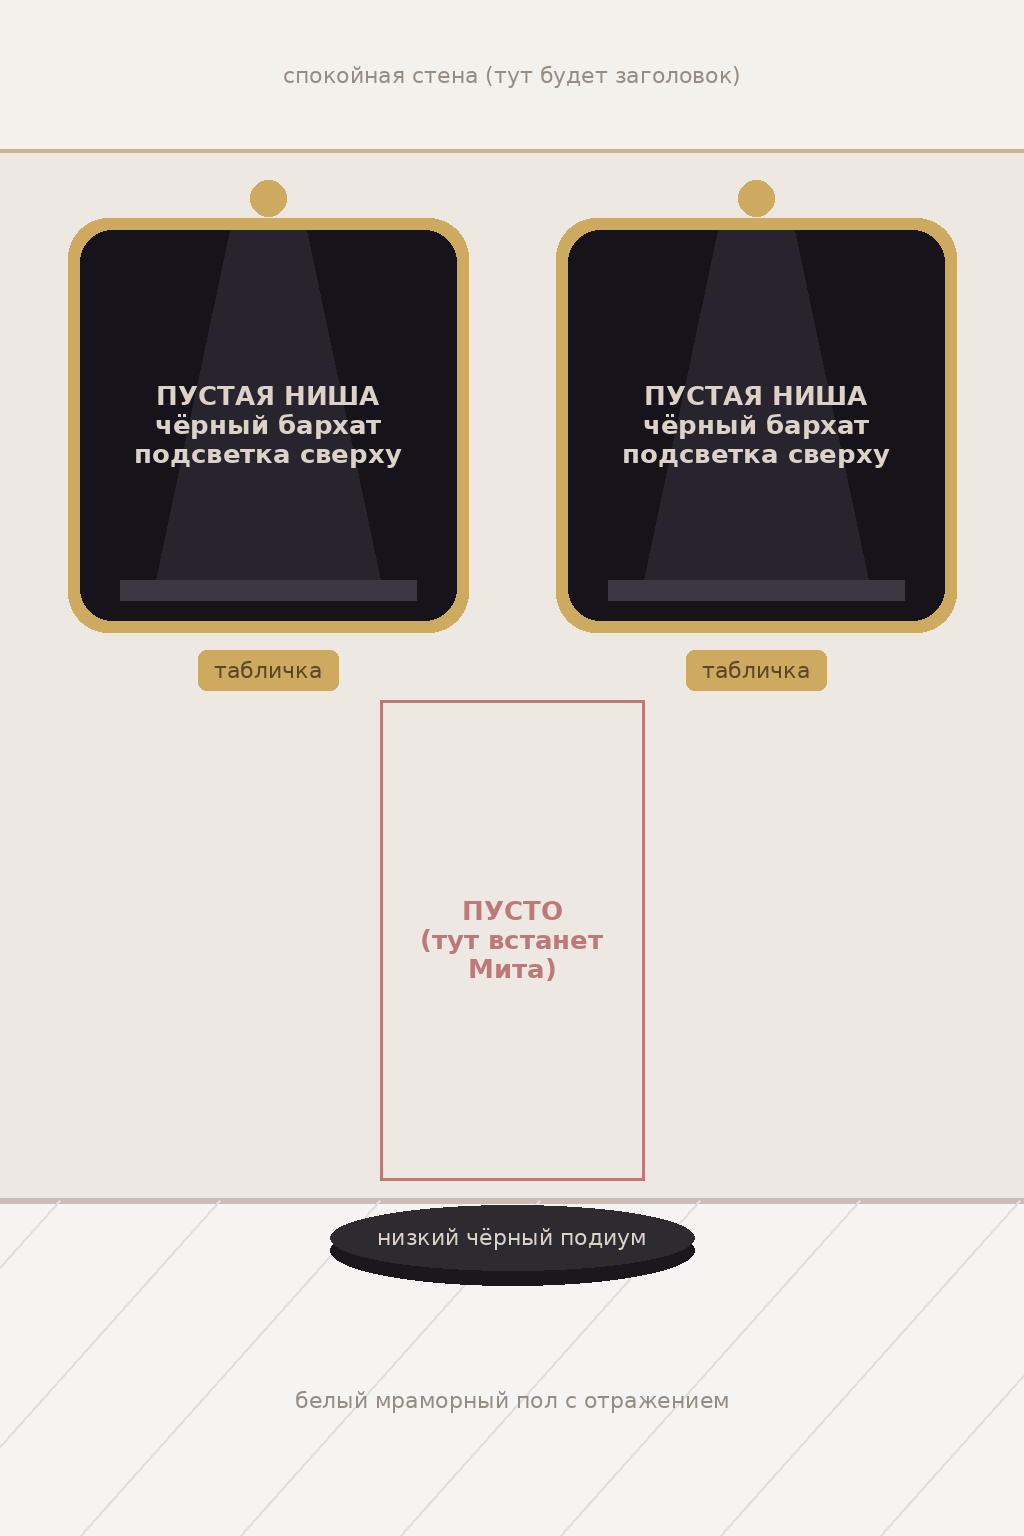 спокойная стена (тут будет заголовок)
ПУСТАЯ НИША
чёрный бархат
подсветка сверху
ПУСТАЯ НИША
чёрный бархат
подсветка сверху
табличка
табличка
ПУСТО
(тут встанет
Мита)
низкий чёрный подиум
белый мраморный пол с отражением